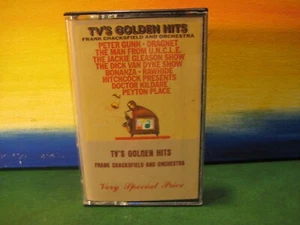 TV'S GOLDEN HITS
FRANK CHACKSFIELD AND ORCHESTRA
PETER GUNN • DRAGNET
THE MAN FROM U.N.C.L.E.
THE JACKIE GLEASON SHOW
THE DICK VAN DYKE SHOW
BONANZA • RAWHIDE
HITCHCOCK PRESENTS
DOCTOR KILDARE
PEYTON PLACE
TV'S GOLDEN HITS
FRANK CHACKSFIELD AND ORCHESTRA
Very Special Price